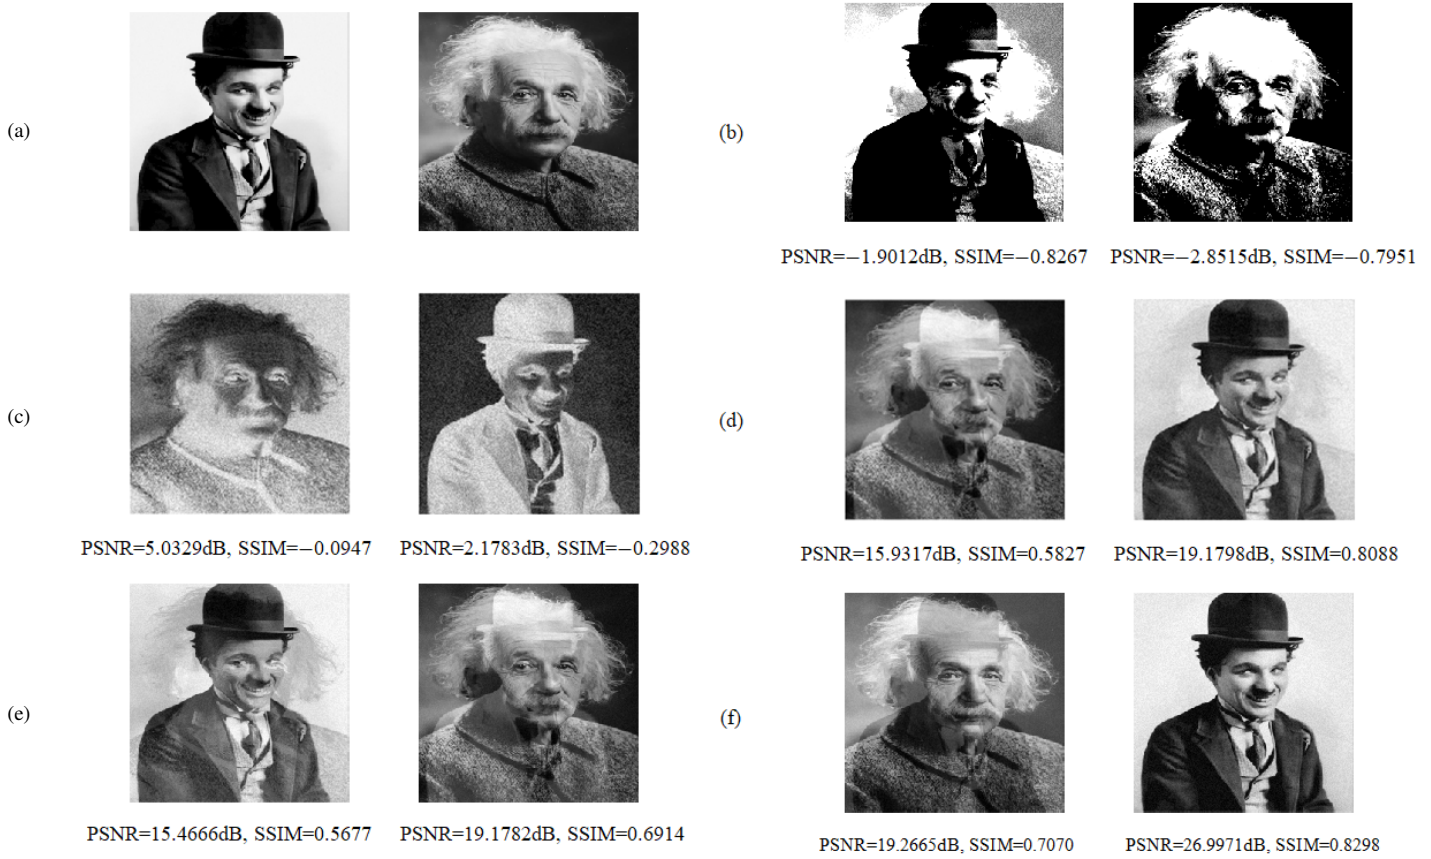 (a)
(b)
PSNR=−1.9012dB, SSIM=−0.8267
PSNR=−2.8515dB, SSIM=−0.7951
(c)
(d)
PSNR=5.0329dB, SSIM=−0.0947
PSNR=2.1783dB, SSIM=−0.2988
PSNR=15.9317dB, SSIM=0.5827
PSNR=19.1798dB, SSIM=0.8088
(e)
(f)
PSNR=15.4666dB, SSIM=0.5677
PSNR=19.1782dB, SSIM=0.6914
PSNR=19.2665dB, SSIM=0.7070
PSNR=26.9971dB, SSIM=0.8298